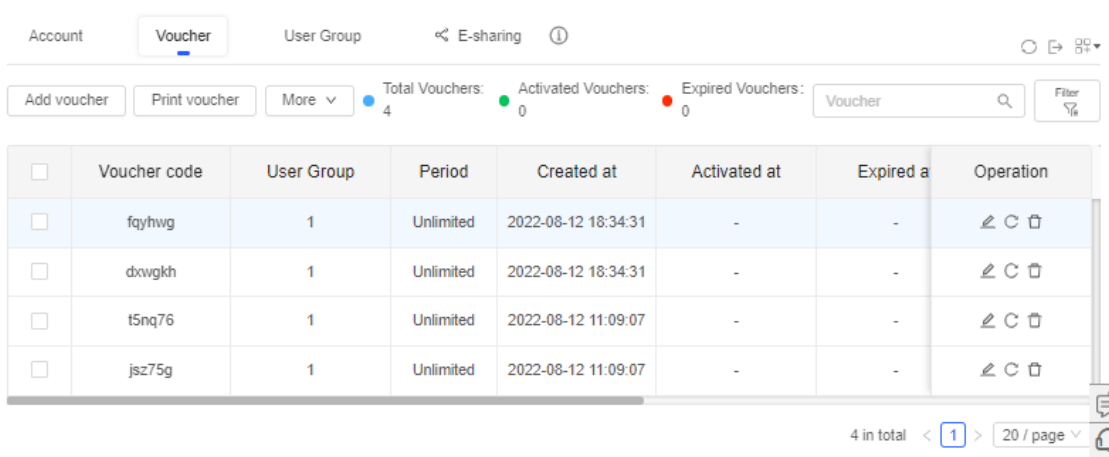 Account Voucher User Group E-sharing
Add voucher Print voucher More Total Vouchers: 4 Activated Vouchers: 0 Expired Vouchers: 0 Voucher Filter
Voucher code User Group Period Created at Activated at Expired a Operation
fqyhwg 1 Unlimited 2022-08-12 18:34:31 - -
dxwgkh 1 Unlimited 2022-08-12 18:34:31 - -
t5nq76 1 Unlimited 2022-08-12 11:09:07 - -
jsz75g 1 Unlimited 2022-08-12 11:09:07 - -
4 in total < 1 > 20 / page